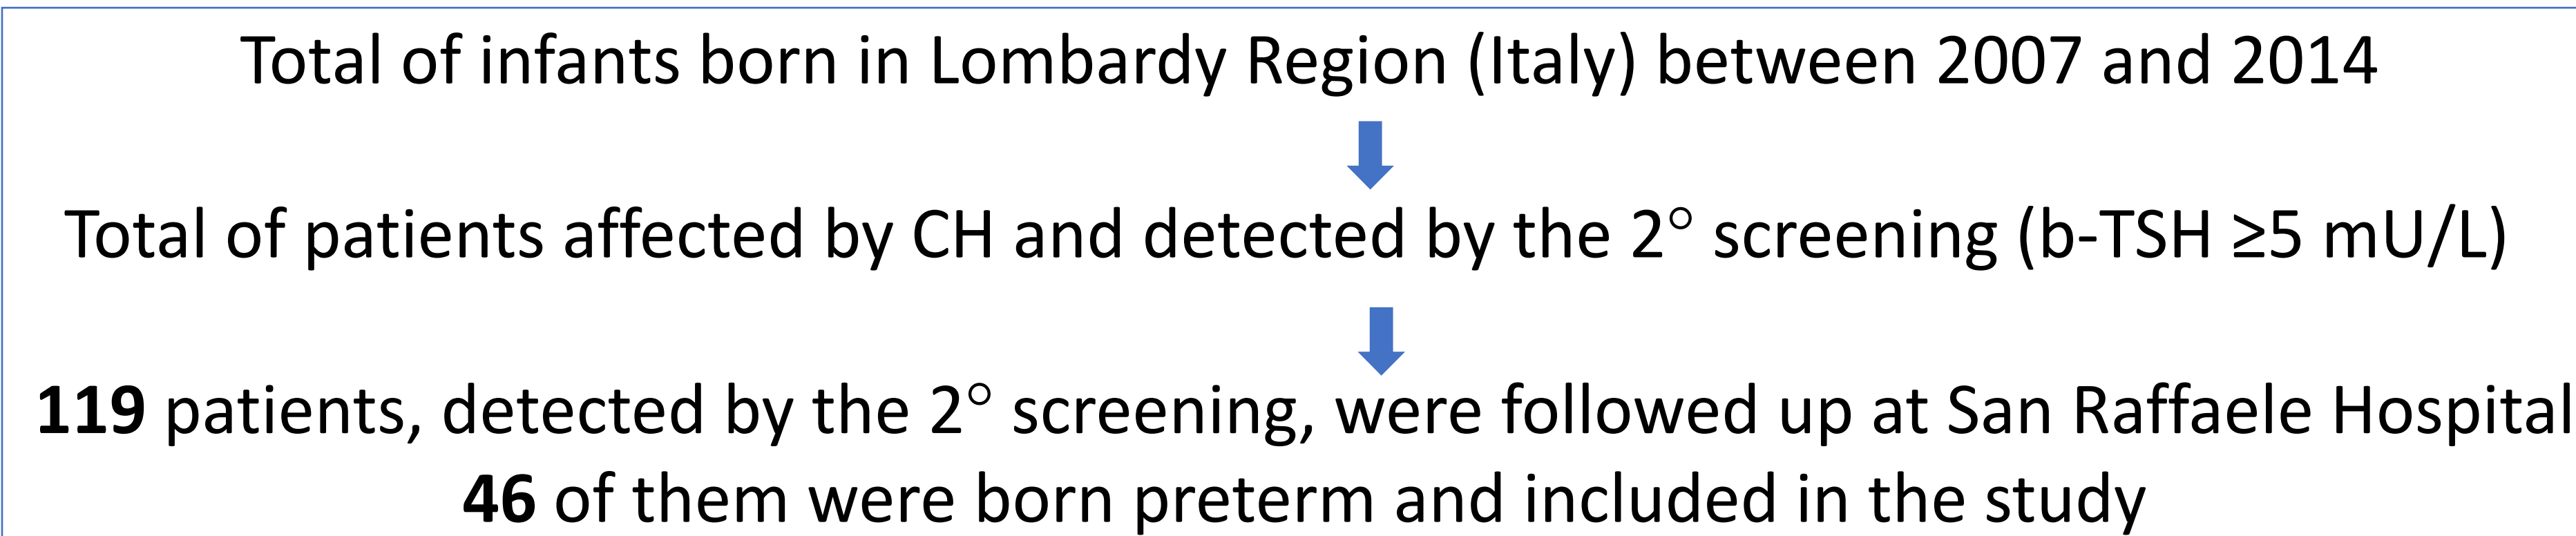 Total of infants born in Lombardy Region (Italy) between 2007 and 2014
Total of patients affected by CH and detected by the 2° screening (b-TSH ≥5 mU/L)
119 patients, detected by the 2° screening, were followed up at San Raffaele Hospital
46 of them were born preterm and included in the study